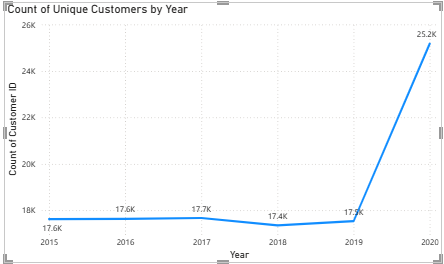 Count of Unique Customers by Year
26K
24K
22K
20K
18K
Count of Customer ID
17.6K
17.6K
17.7K
17.4K
17.5K
25.2K
2015
2016
2017
2018
2019
2020
Year